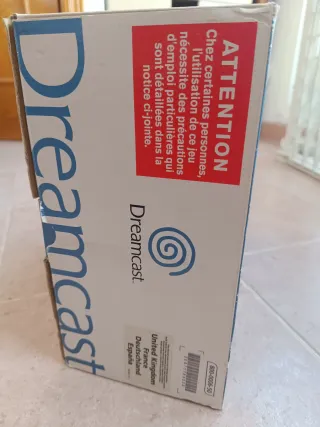 Dreamcast
ATTENTION
Chez certaines personnes,
l'utilisation de ce jeu
nécessite des précautions
d'emploi particulières qui
sont détaillées dans la
notice ci-jointe.
Dreamcast.
United Kingdom
France
Deutschland
España